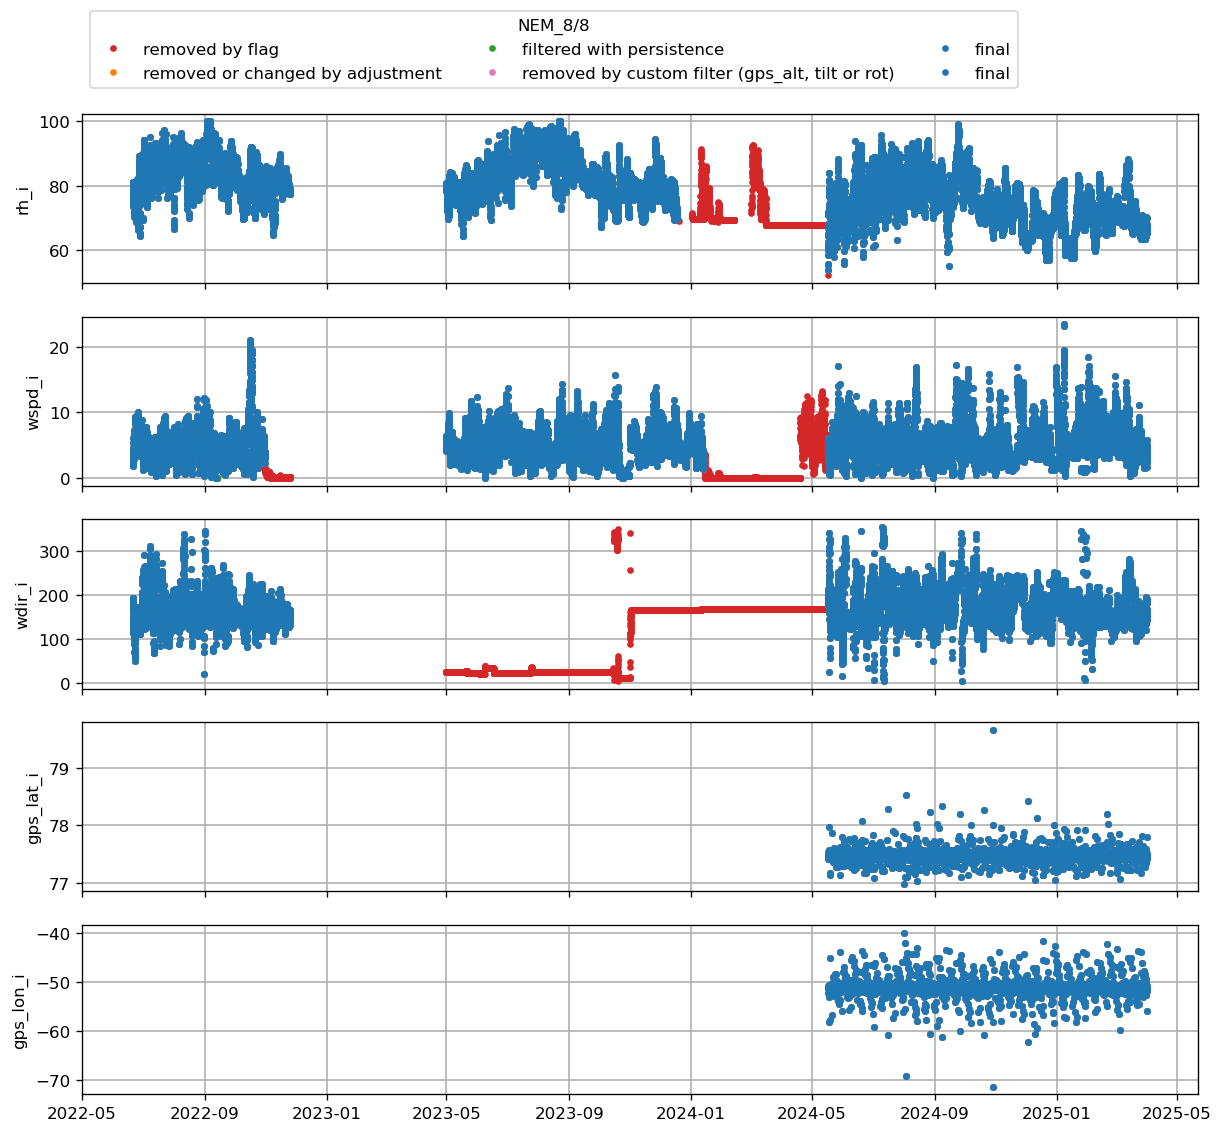 NEM_8/8
removed by flag
filtered with persistence
final
removed or changed by adjustment
removed by custom filter (gps_alt, tilt or rot)
final
rh_i
100
80
60
wspd_i
20
10
0
wdir_i
300
200
100
0
gps_lat_i
79
78
77
gps_lon_i
−40
−50
−60
−70
2022-05
2022-09
2023-01
2023-05
2023-09
2024-01
2024-05
2024-09
2025-01
2025-05